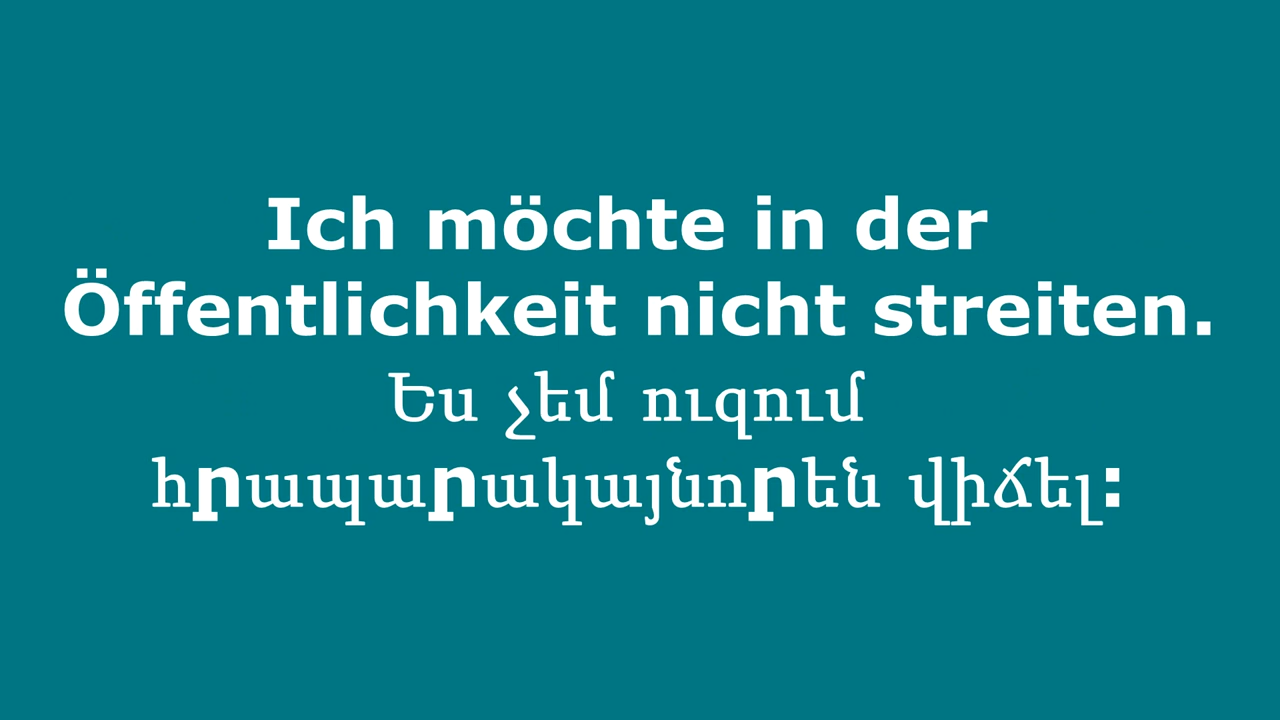 Ich möchte in der
Öffentlichkeit nicht streiten.
Ես չեմ ուզում
հրապարակայնորեն վիճել: